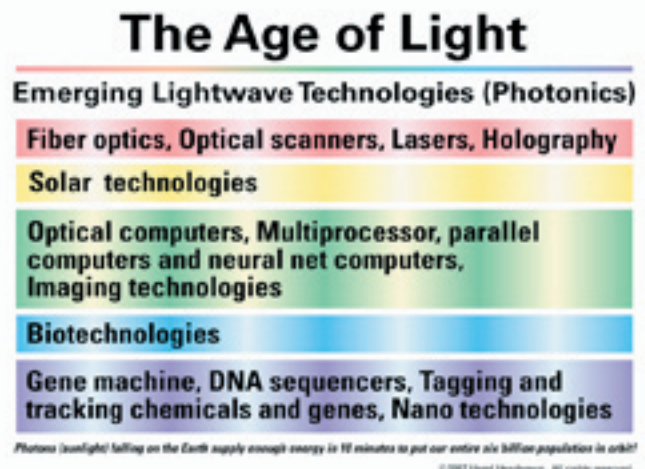 The Age of Light
Emerging Lightwave Technologies (Photonics)
Fiber optics, Optical scanners, Lasers, Holography
Solar technologies
Optical computers, Multiprocessor, parallel
computers and neural net computers,
Imaging technologies
Biotechnologies
Gene machine, DNA sequencers, Tagging and
tracking chemicals and genes, Nano technologies
Photons (sunlight) falling on the Earth supply enough energy in 10 minutes to put our entire six billion population in orbit!